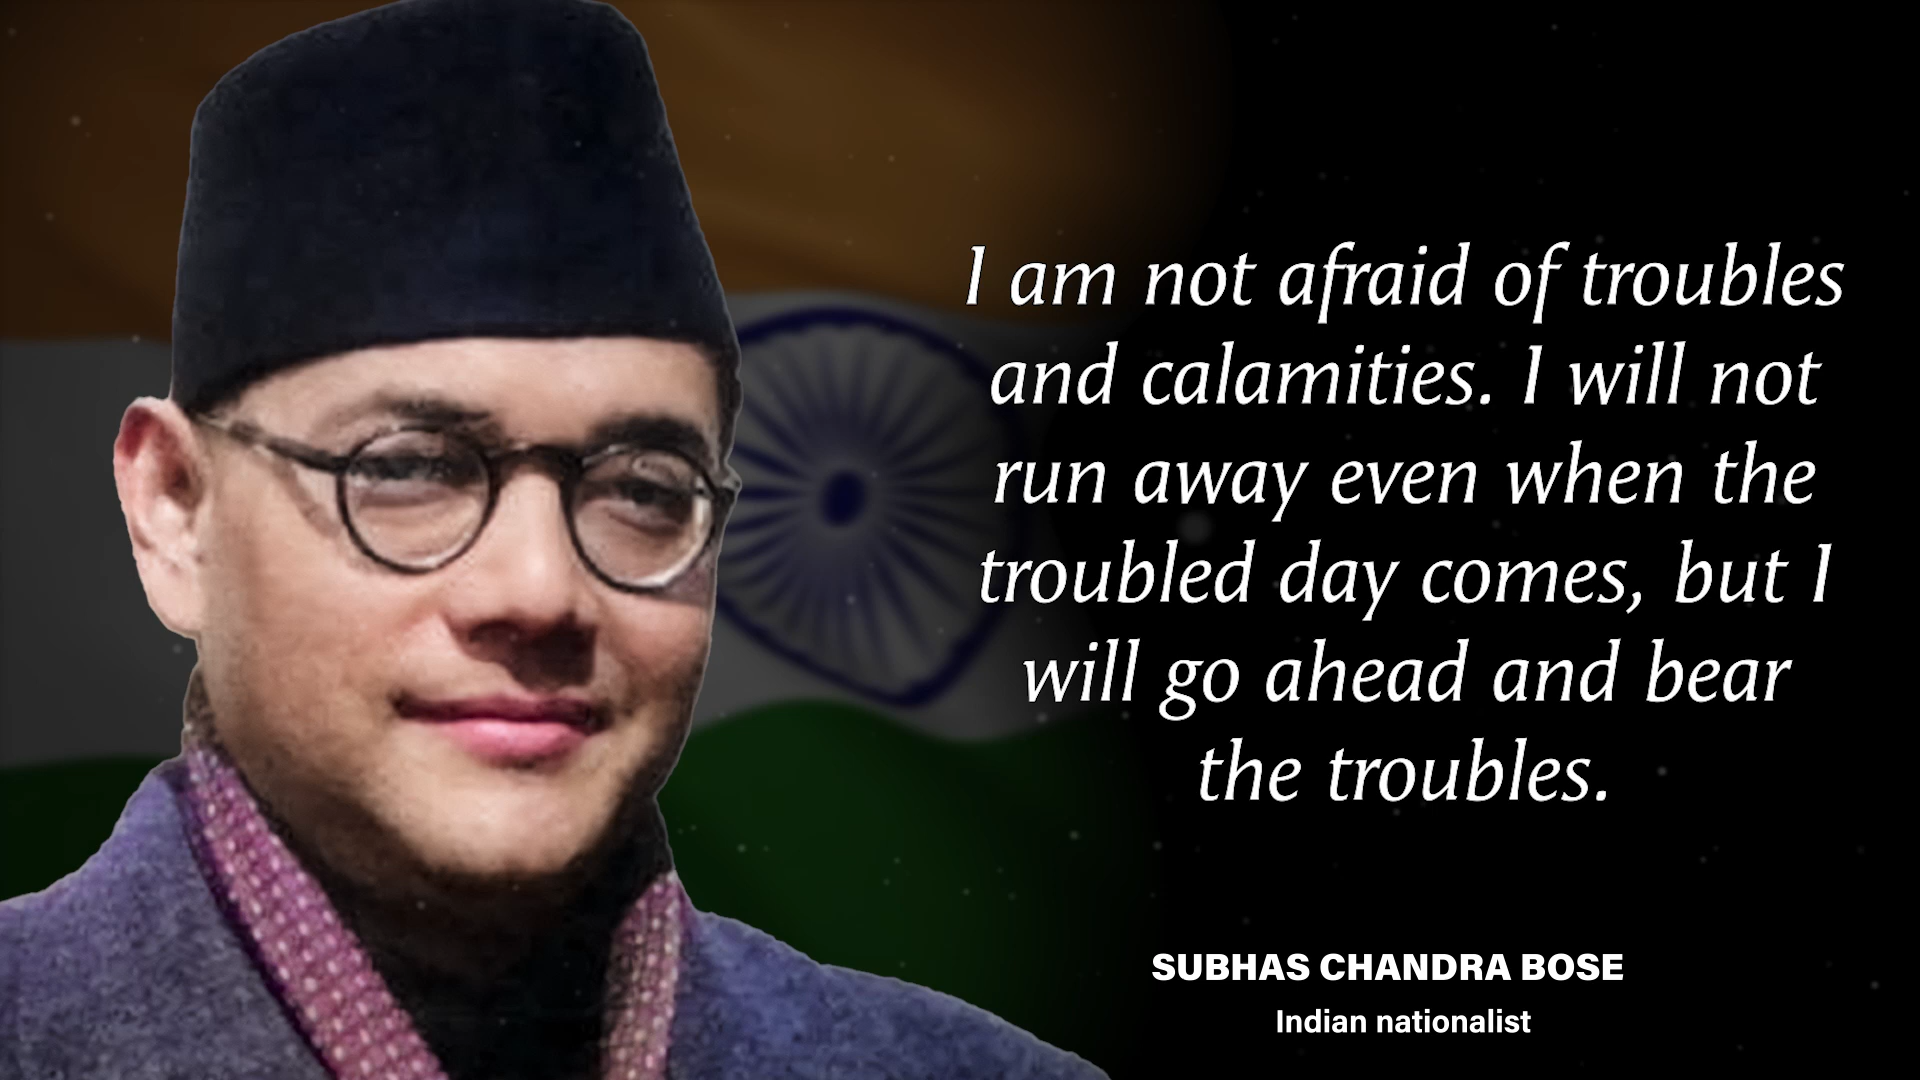 I am not afraid of troubles
and calamities. I will not
run away even when the
troubled day comes, but I
will go ahead and bear
the troubles.
SUBHAS CHANDRA BOSE
Indian nationalist